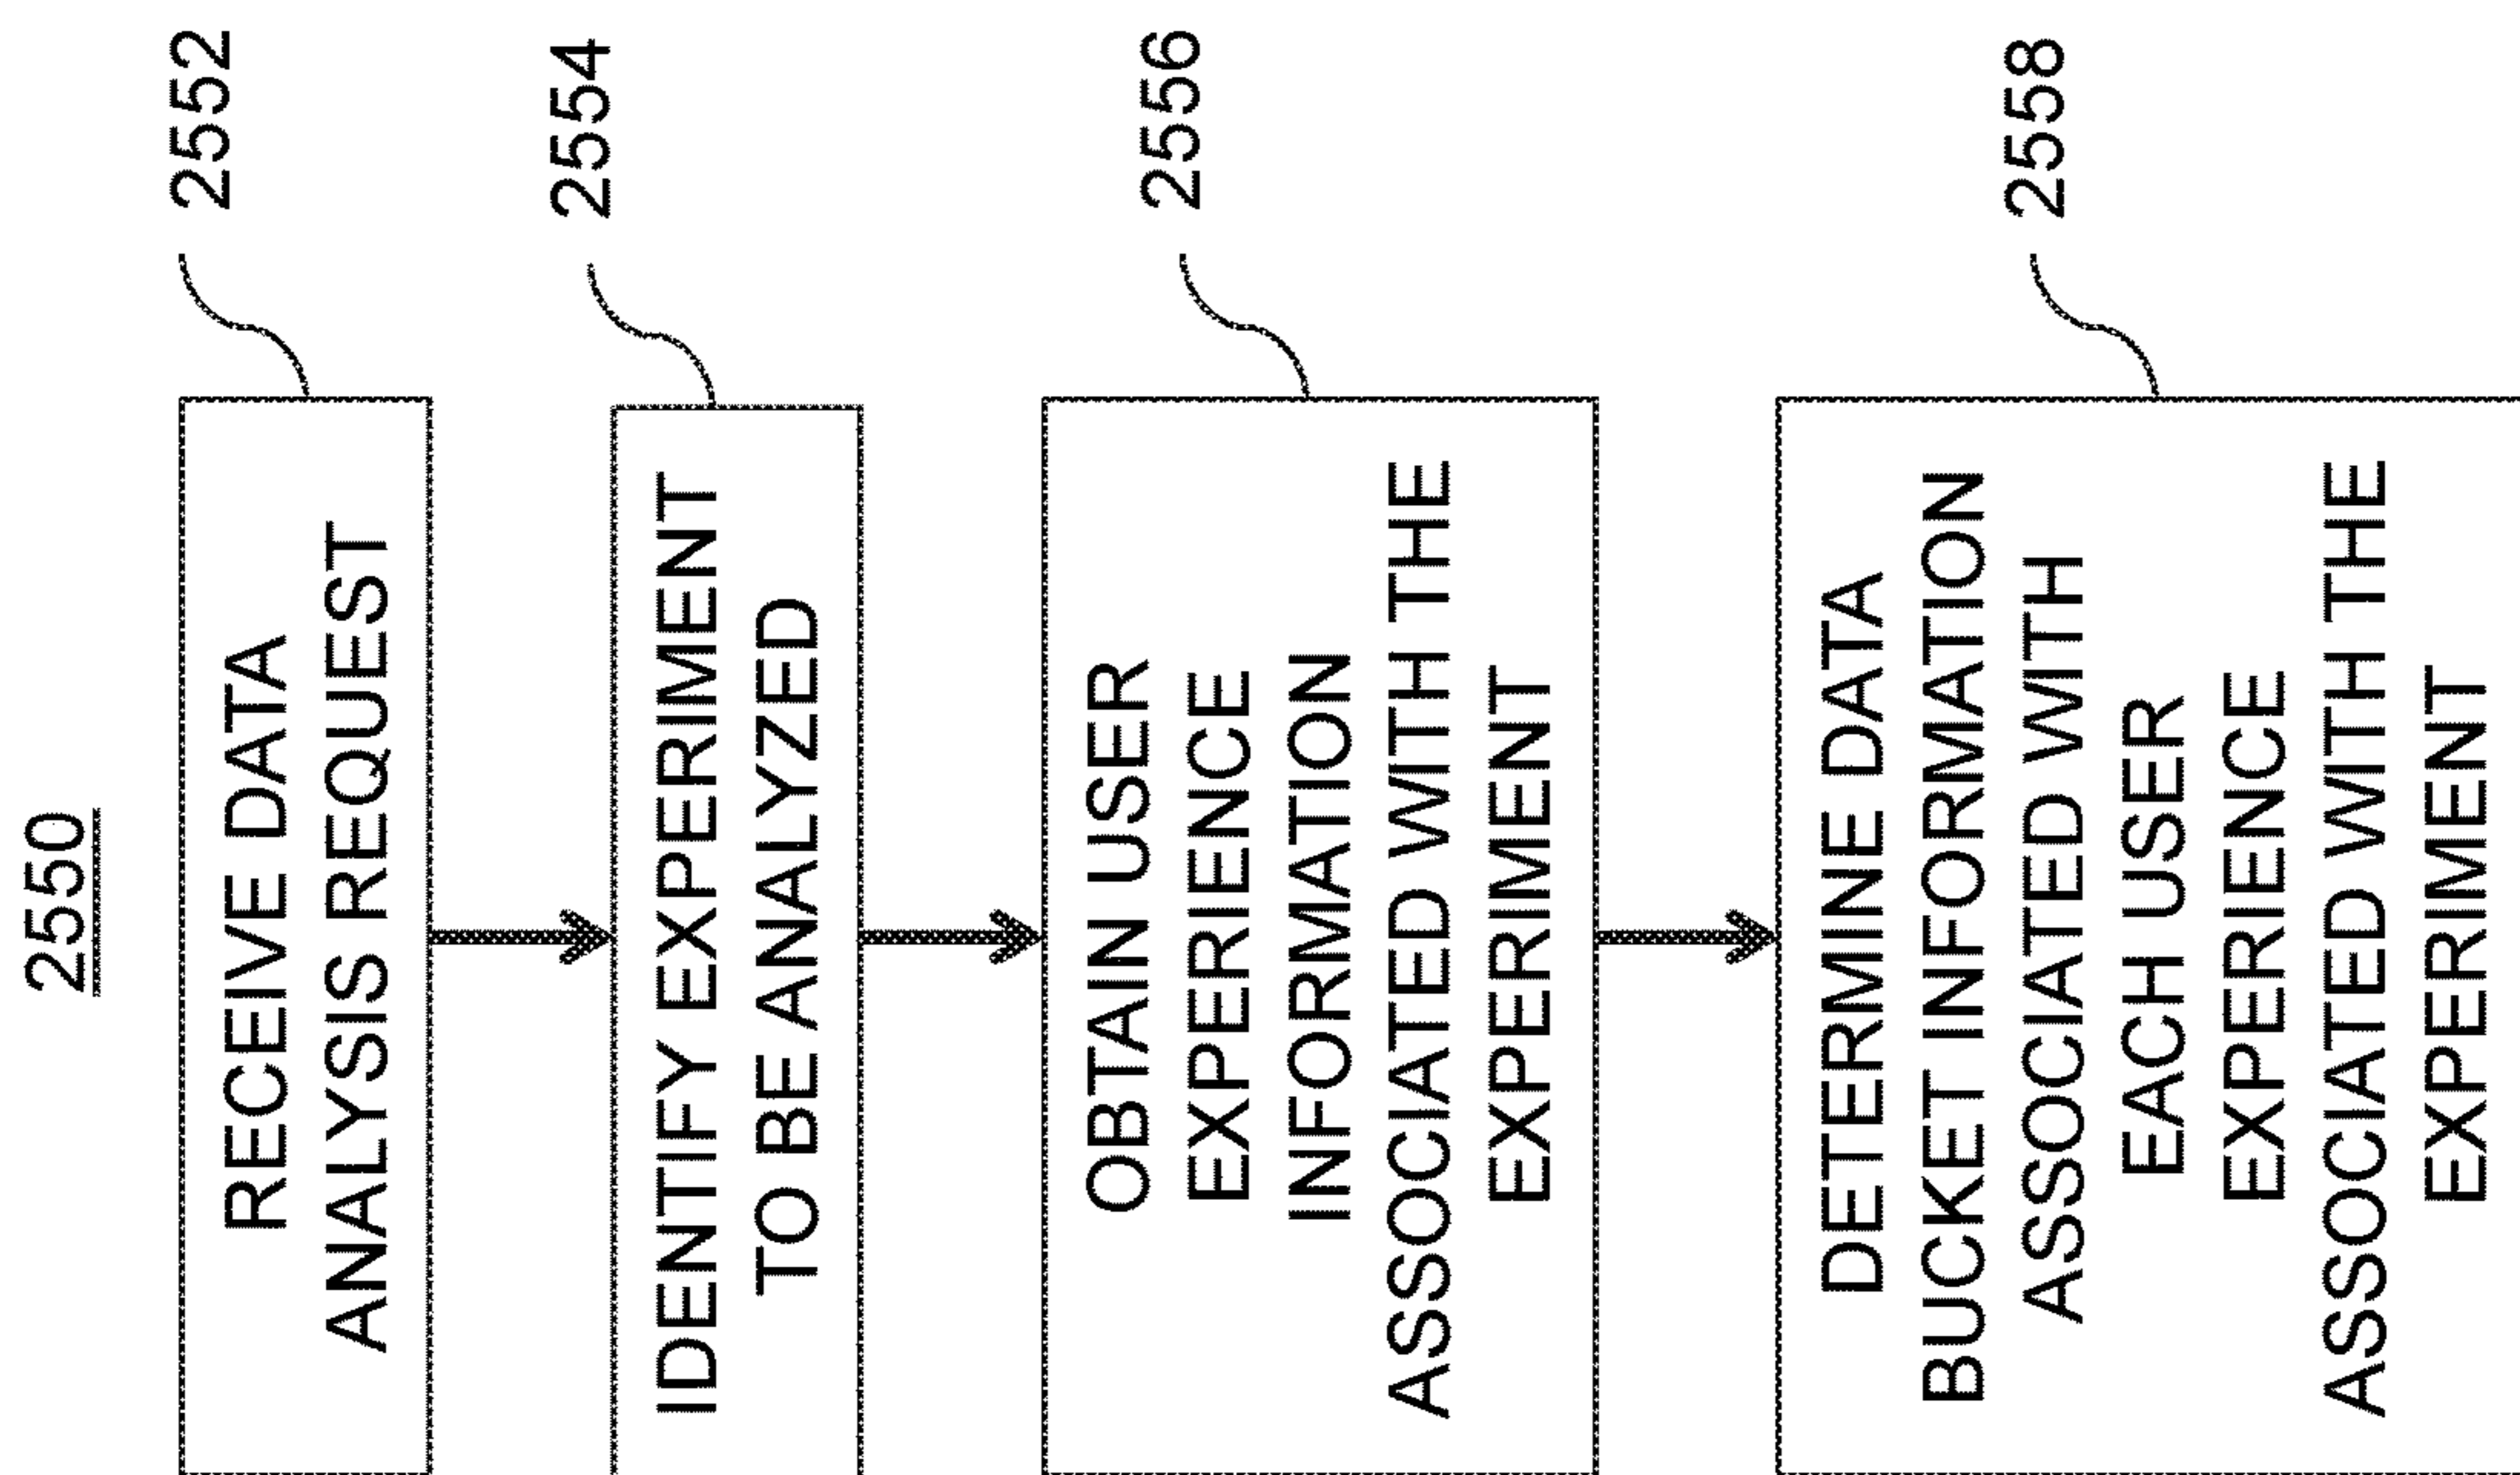 2550
RECEIVE DATA
ANALYSIS REQUEST
2552
IDENTIFY EXPERIMENT
TO BE ANALYZED
2554
OBTAIN USER
EXPERIENCE
INFORMATION
ASSOCIATED WITH THE
EXPERIMENT
2556
DETERMINE DATA
BUCKET INFORMATION
ASSOCIATED WITH
EACH USER
EXPERIENCE
ASSOCIATED WITH THE
EXPERIMENT
2558